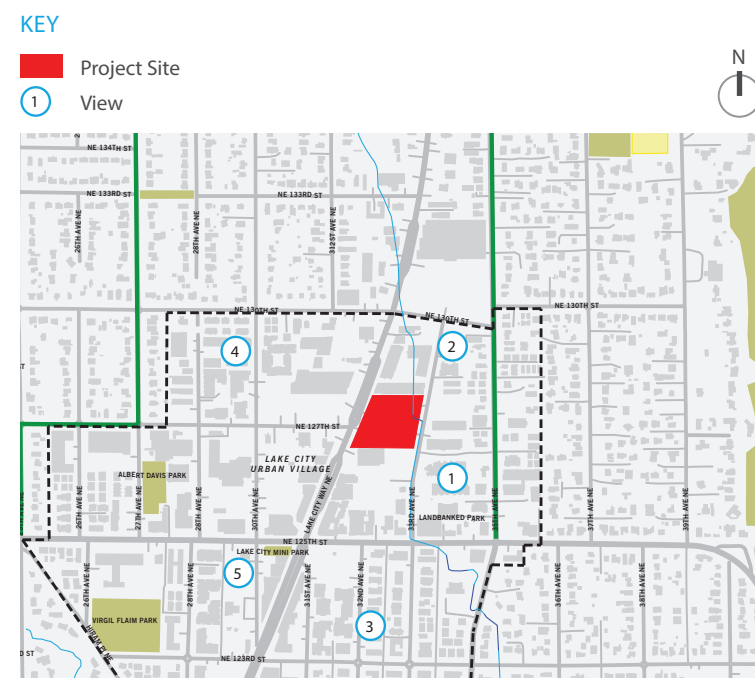 KEY
Project Site
1 View
N
NE 134TH ST
NE 133RD ST
NE 133RD ST
26TH AVE NE
28TH AVE NE
312ST AVE NE
NE 130TH ST
NE 130TH ST
NE 130TH ST
4
2
NE 127TH ST
LAKE CITY
URBAN VILLAGE
ALBERT DAVIS PARK
1
26TH AVE NE
27TH AVE NE
28TH AVE NE
30TH AVE NE
LAKE CITY WAY NE
33RD AVE NE
35TH AVE NE
37TH AVE NE
39TH AVE NE
LANDBANKED PARK
NE 125TH ST
LAKE CITY MINI PARK
5
26TH AVE NE
28TH AVE NE
31ST AVE NE
32ND AVE NE
36TH AVE NE
38TH AVE NE
VIRGIL FLAIM PARK
3
HIRAM PL NE
NE 123RD ST
D ST